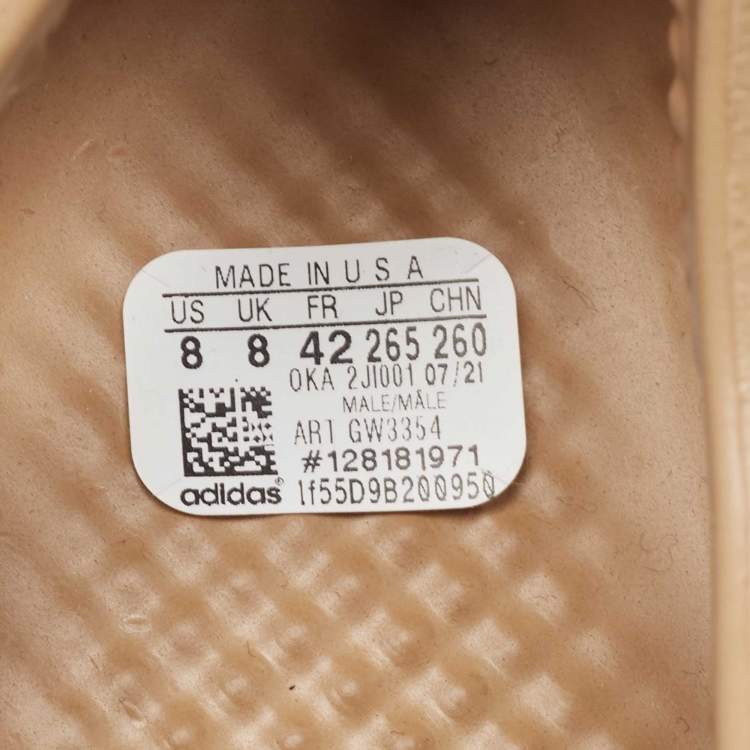 MADE IN U S A
US UK FR JP CHN
8 8 42 265 260
OKA 2JI001 07/21
MALE/MÂLE
ART GW3354
#128181971
adidas 1f55D9B200950